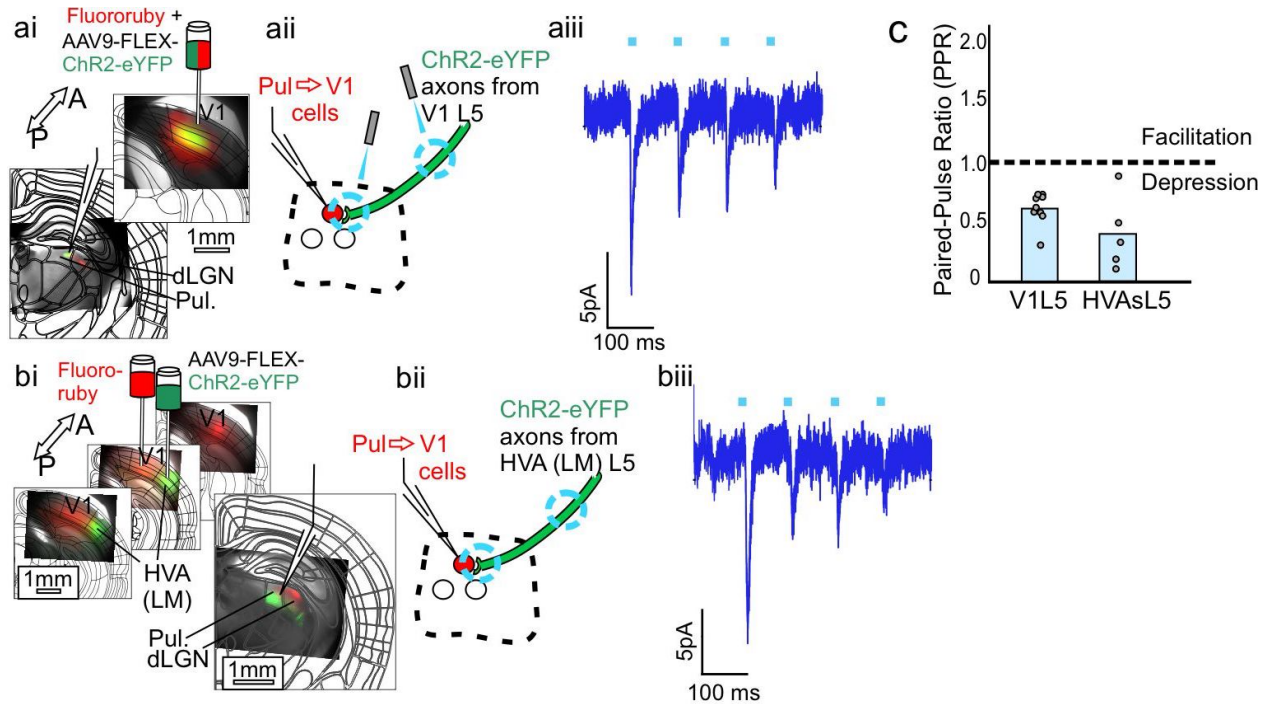 ai
Fluororuby +
AAV9-FLEX-
ChR2-eYFP
A
P
V1
1mm
dLGN
Pul.
aii
Pul⇨V1
cells
ChR2-eYFP
axons from
V1 L5
aiii
5pA
100 ms
c
Paired-Pulse Ratio (PPR)
2.0
1.5
1.0
0.5
0
Facilitation
Depression
V1L5 HVAsL5
bi
Fluoro-
ruby
AAV9-FLEX-
ChR2-eYFP
A
P
V1
V1
V1
1mm
HVA
(LM)
Pul.
dLGN
1mm
bii
Pul⇨V1
cells
ChR2-eYFP
axons from
HVA (LM) L5
biii
5pA
100 ms